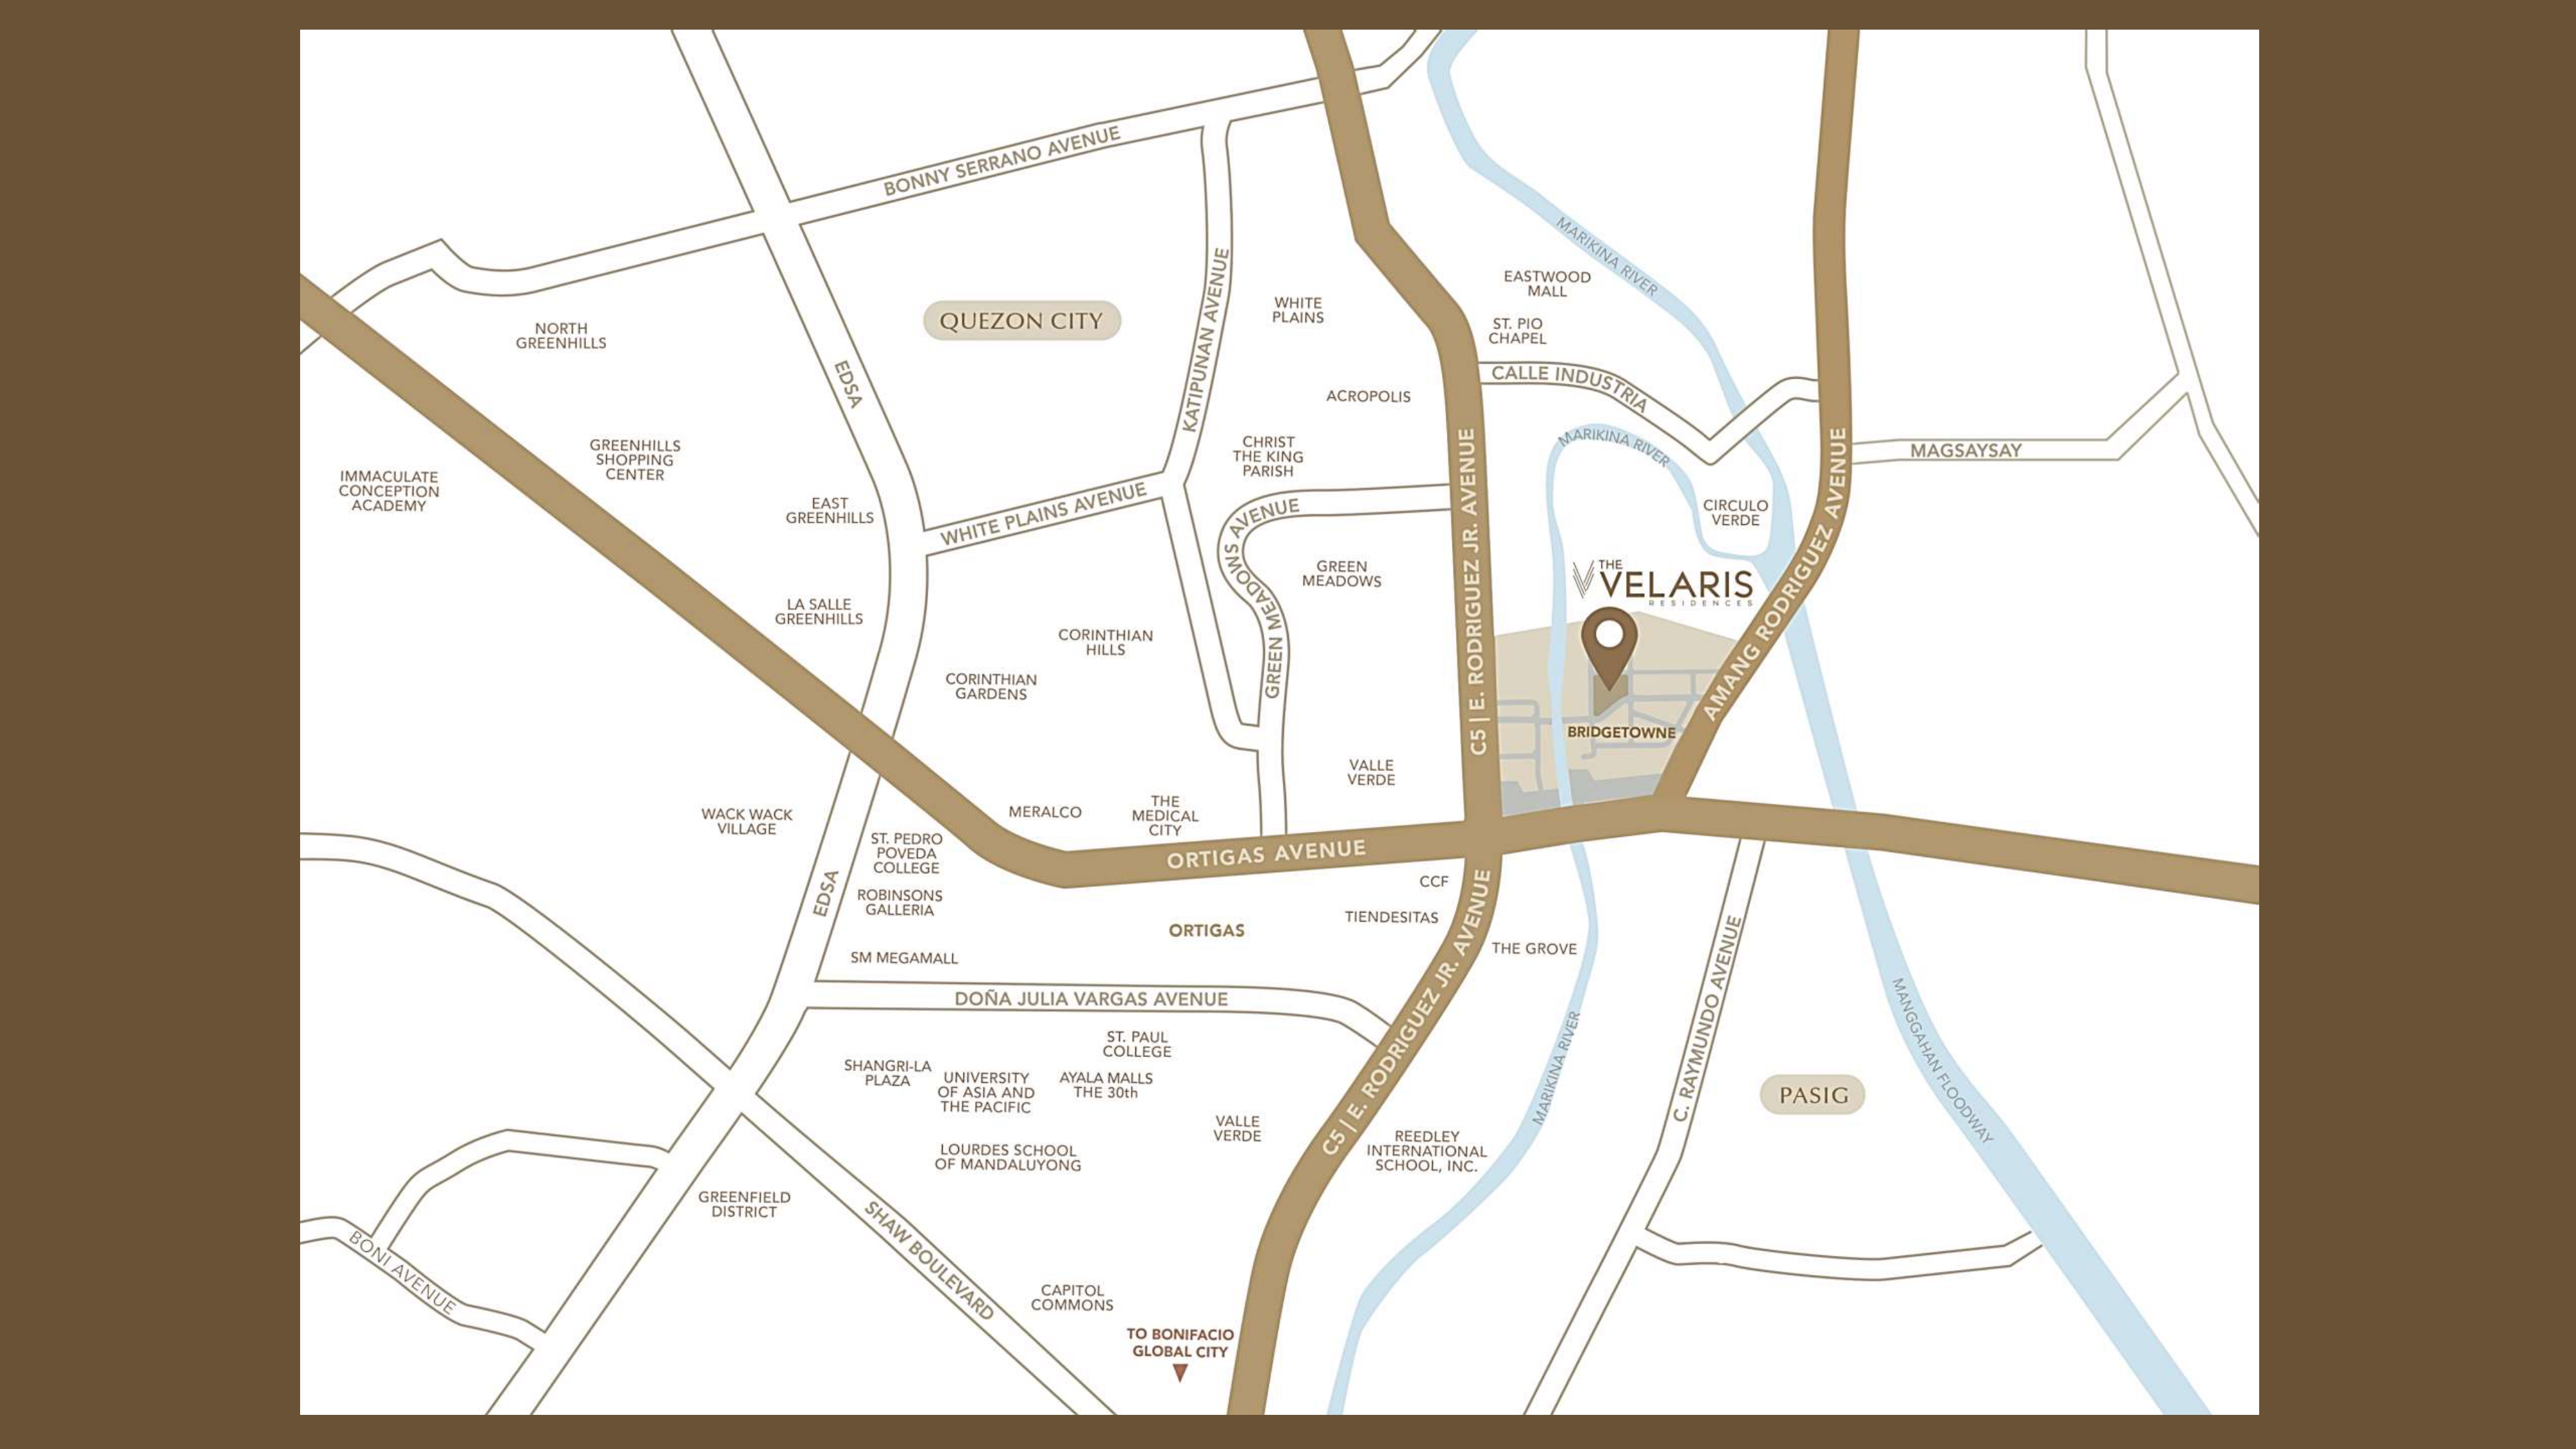 BONNY SERRANO AVENUE
MARIKINA RIVER
EASTWOOD
MALL
QUEZON CITY
KATIPUNAN AVENUE
WHITE
PLAINS
NORTH
GREENHILLS
ST. PIO
CHAPEL
EDSA
CALLE INDUSTRIA
ACROPOLIS
GREENHILLS
SHOPPING
CENTER
CHRIST
THE KING
PARISH
MARIKINA RIVER
MAGSAYSAY
IMMACULATE
CONCEPTION
ACADEMY
EAST
GREENHILLS
WHITE PLAINS AVENUE
GREEN MEADOWS AVENUE
C5 | E. RODRIGUEZ JR. AVENUE
CIRCULO
VERDE
AMANG RODRIGUEZ AVENUE
GREEN
MEADOWS
THE
VELARIS
RESIDENCES
LA SALLE
GREENHILLS
CORINTHIAN
HILLS
CORINTHIAN
GARDENS
BRIDGETOWNE
VALLE
VERDE
WACK WACK
VILLAGE
MERALCO
THE
MEDICAL
CITY
ST. PEDRO
POVEDA
COLLEGE
ORTIGAS AVENUE
EDSA
ROBINSONS
GALLERIA
CCF
TIENDESITAS
ORTIGAS
SM MEGAMALL
THE GROVE
C5 | E. RODRIGUEZ JR. AVENUE
C. RAYMUNDO AVENUE
DOÑA JULIA VARGAS AVENUE
MARIKINA RIVER
MANGGAHAN FLOODWAY
ST. PAUL
COLLEGE
SHANGRI-LA
PLAZA
UNIVERSITY
OF ASIA AND
THE PACIFIC
AYALA MALLS
THE 30th
PASIG
VALLE
VERDE
REEDLEY
INTERNATIONAL
SCHOOL, INC.
LOURDES SCHOOL
OF MANDALUYONG
GREENFIELD
DISTRICT
SHAW BOULEVARD
BONI AVENUE
CAPITOL
COMMONS
TO BONIFACIO
GLOBAL CITY